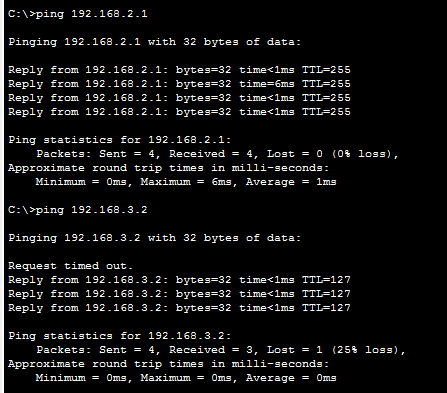 C:\>ping 192.168.2.1
Pinging 192.168.2.1 with 32 bytes of data:
Reply from 192.168.2.1: bytes=32 time<1ms TTL=255
Reply from 192.168.2.1: bytes=32 time=6ms TTL=255
Reply from 192.168.2.1: bytes=32 time<1ms TTL=255
Reply from 192.168.2.1: bytes=32 time<1ms TTL=255
Ping statistics for 192.168.2.1:
Packets: Sent = 4, Received = 4, Lost = 0 (0% loss),
Approximate round trip times in milli-seconds:
Minimum = 0ms, Maximum = 6ms, Average = 1ms
C:\>ping 192.168.3.2
Pinging 192.168.3.2 with 32 bytes of data:
Request timed out.
Reply from 192.168.3.2: bytes=32 time<1ms TTL=127
Reply from 192.168.3.2: bytes=32 time<1ms TTL=127
Reply from 192.168.3.2: bytes=32 time<1ms TTL=127
Ping statistics for 192.168.3.2:
Packets: Sent = 4, Received = 3, Lost = 1 (25% loss),
Approximate round trip times in milli-seconds:
Minimum = 0ms, Maximum = 0ms, Average = 0ms